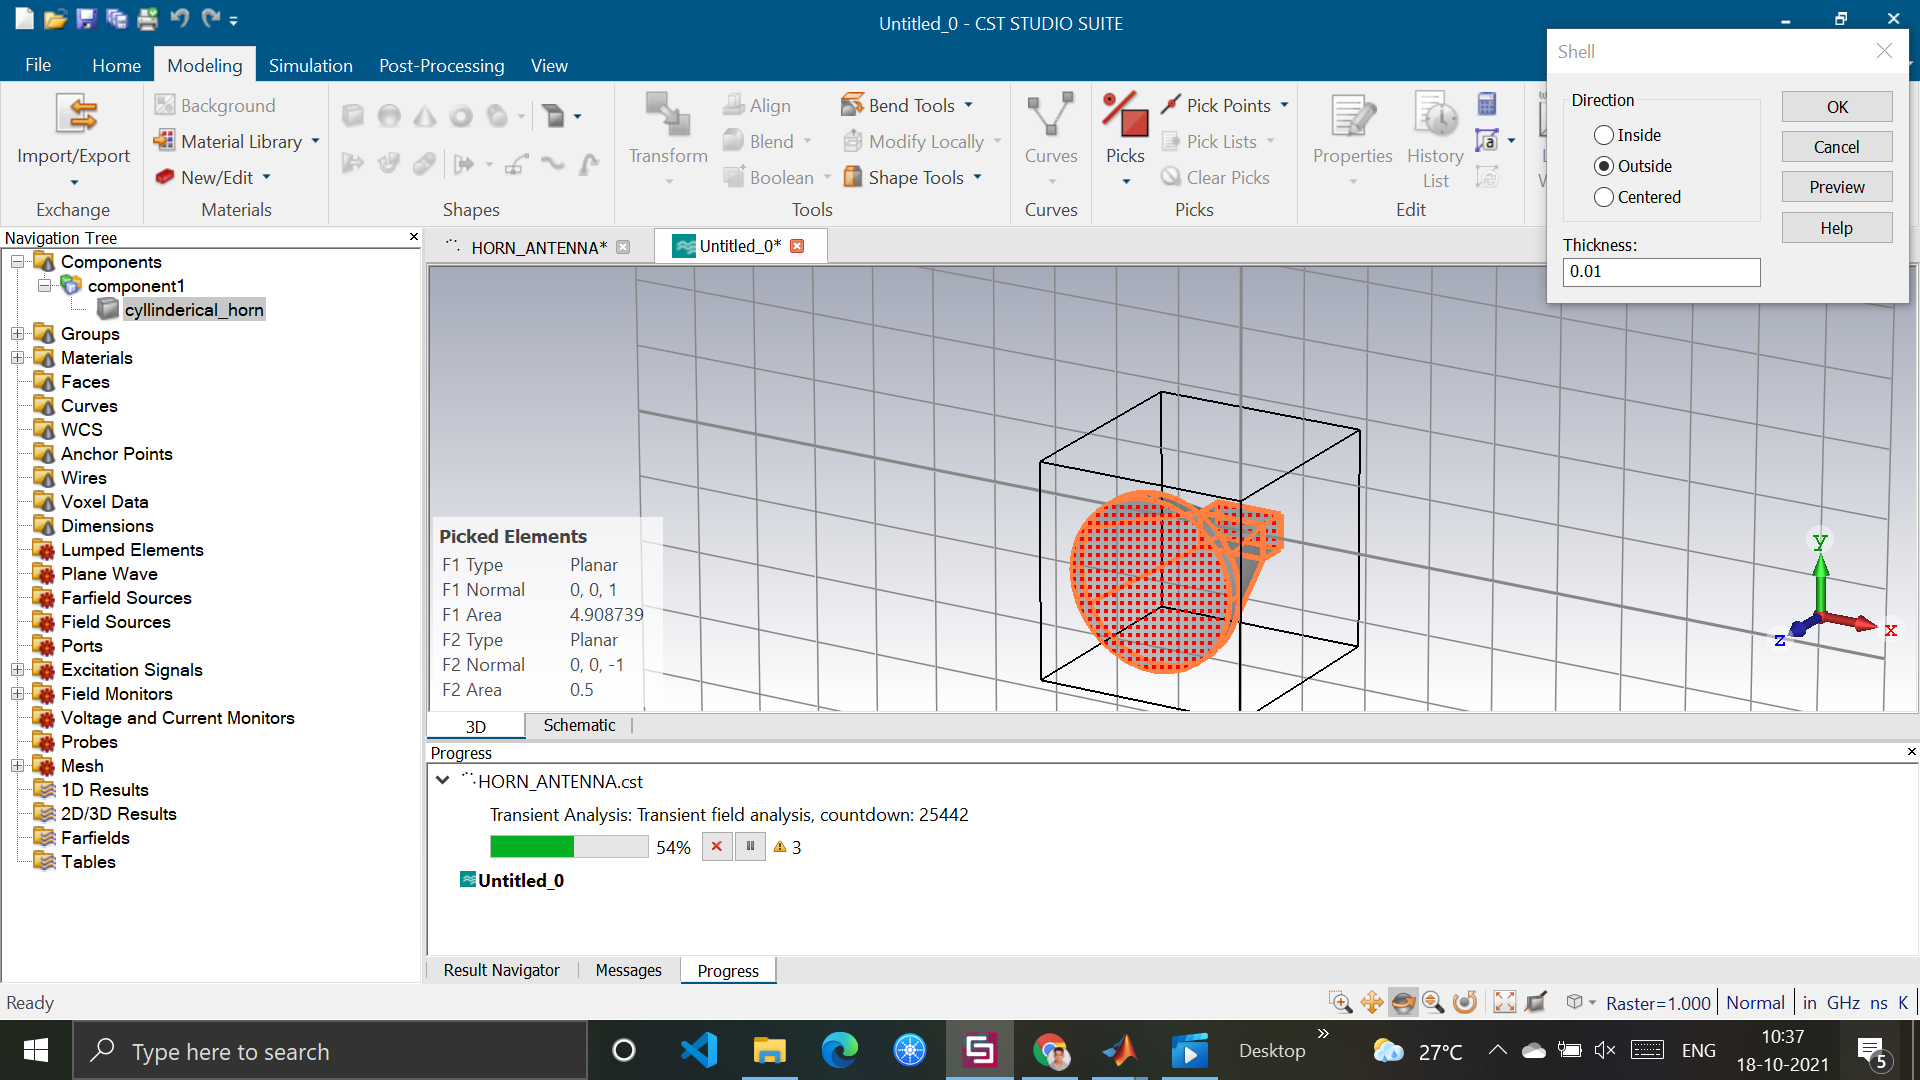 Untitled_0 - CST STUDIO SUITE
File Home Modeling Simulation Post-Processing View
Import/Export
Exchange
Background
Material Library
New/Edit
Materials
Shapes
Transform
Align
Blend
Boolean
Bend Tools
Modify Locally
Shape Tools
Tools
Curves
Curves
Picks
Pick Points
Pick Lists
Clear Picks
Picks
Properties
History
List
Edit
Shell
Direction
Inside
Outside
Centered
Thickness:
0.01
OK
Cancel
Preview
Help
Navigation Tree
Components
component1
cyllinderical_horn
Groups
Materials
Faces
Curves
WCS
Anchor Points
Wires
Voxel Data
Dimensions
Lumped Elements
Plane Wave
Farfield Sources
Field Sources
Ports
Excitation Signals
Field Monitors
Voltage and Current Monitors
Probes
Mesh
1D Results
2D/3D Results
Farfields
Tables
HORN_ANTENNA*
Untitled_0*
Picked Elements
F1 Type Planar
F1 Normal 0, 0, 1
F1 Area 4.908739
F2 Type Planar
F2 Normal 0, 0, -1
F2 Area 0.5
y
x
z
3D Schematic
Progress
HORN_ANTENNA.cst
Transient Analysis: Transient field analysis, countdown: 25442
54% 3
Untitled_0
Result Navigator Messages Progress
Ready
Raster=1.000 Normal in GHz ns K
Type here to search
Desktop
27°C
ENG
10:37
18-10-2021
5